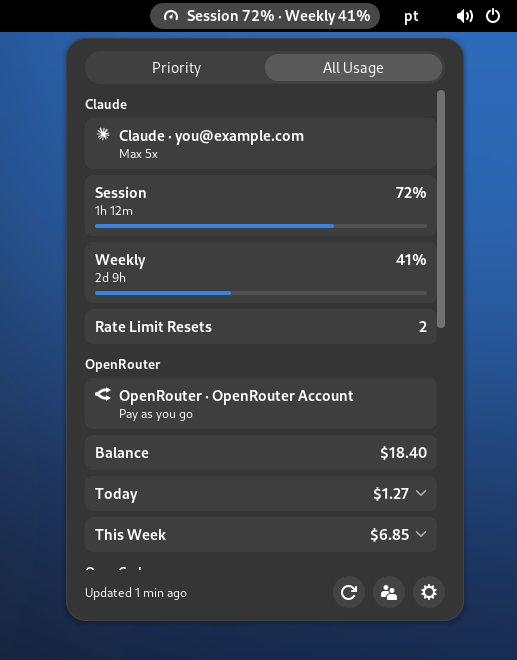 Session 72% · Weekly 41%
pt
Priority
All Usage
Claude
Claude · you@example.com
Max 5x
Session
72%
1h 12m
Weekly
41%
2d 9h
Rate Limit Resets
2
OpenRouter
OpenRouter · OpenRouter Account
Pay as you go
Balance
$18.40
Today
$1.27
This Week
$6.85
Updated 1 min ago